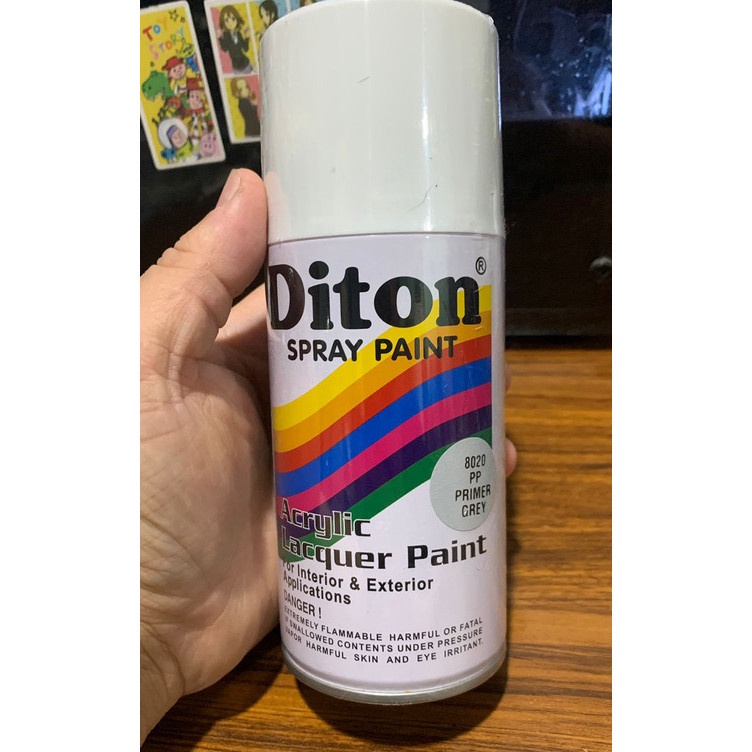 TOY
STORY
Diton®
SPRAY PAINT
8020
PP
PRIMER
GREY
Acrylic
Lacquer Paint
For Interior & Exterior
Applications
DANGER !
EXTREMELY FLAMMABLE HARMFUL OR FATAL
IF SWALLOWED CONTENTS UNDER PRESSURE
VAPOR HARMFUL SKIN AND EYE IRRITANT.